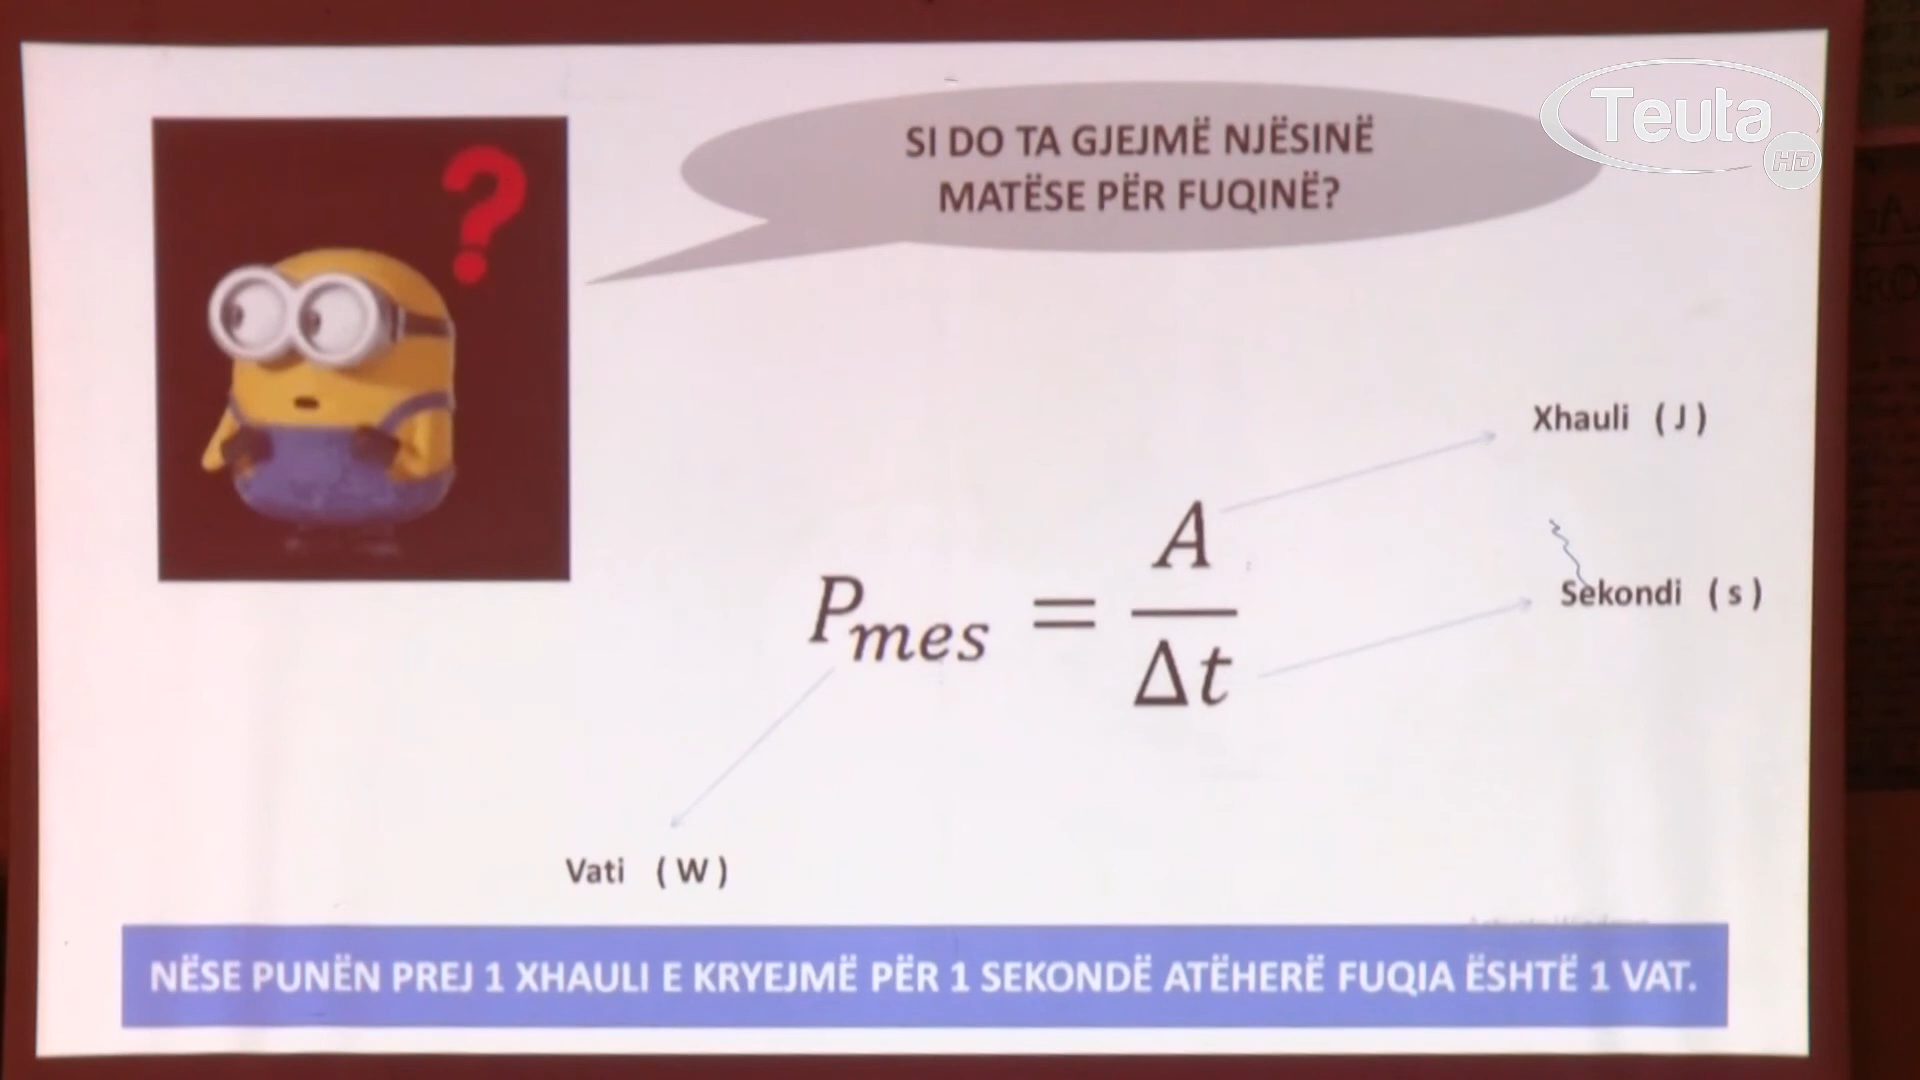 Teuta
HD
SI DO TA GJEJMË NJËSINË
MATËSE PËR FUQINË?
?
Xhauli ( J )
Sekondi ( s )
P_mes = A / Δt
Vati ( W )
NËSE PUNËN PREJ 1 XHAULI E KRYEJMË PËR 1 SEKONDË ATËHERË FUQIA ËSHTË 1 VAT.